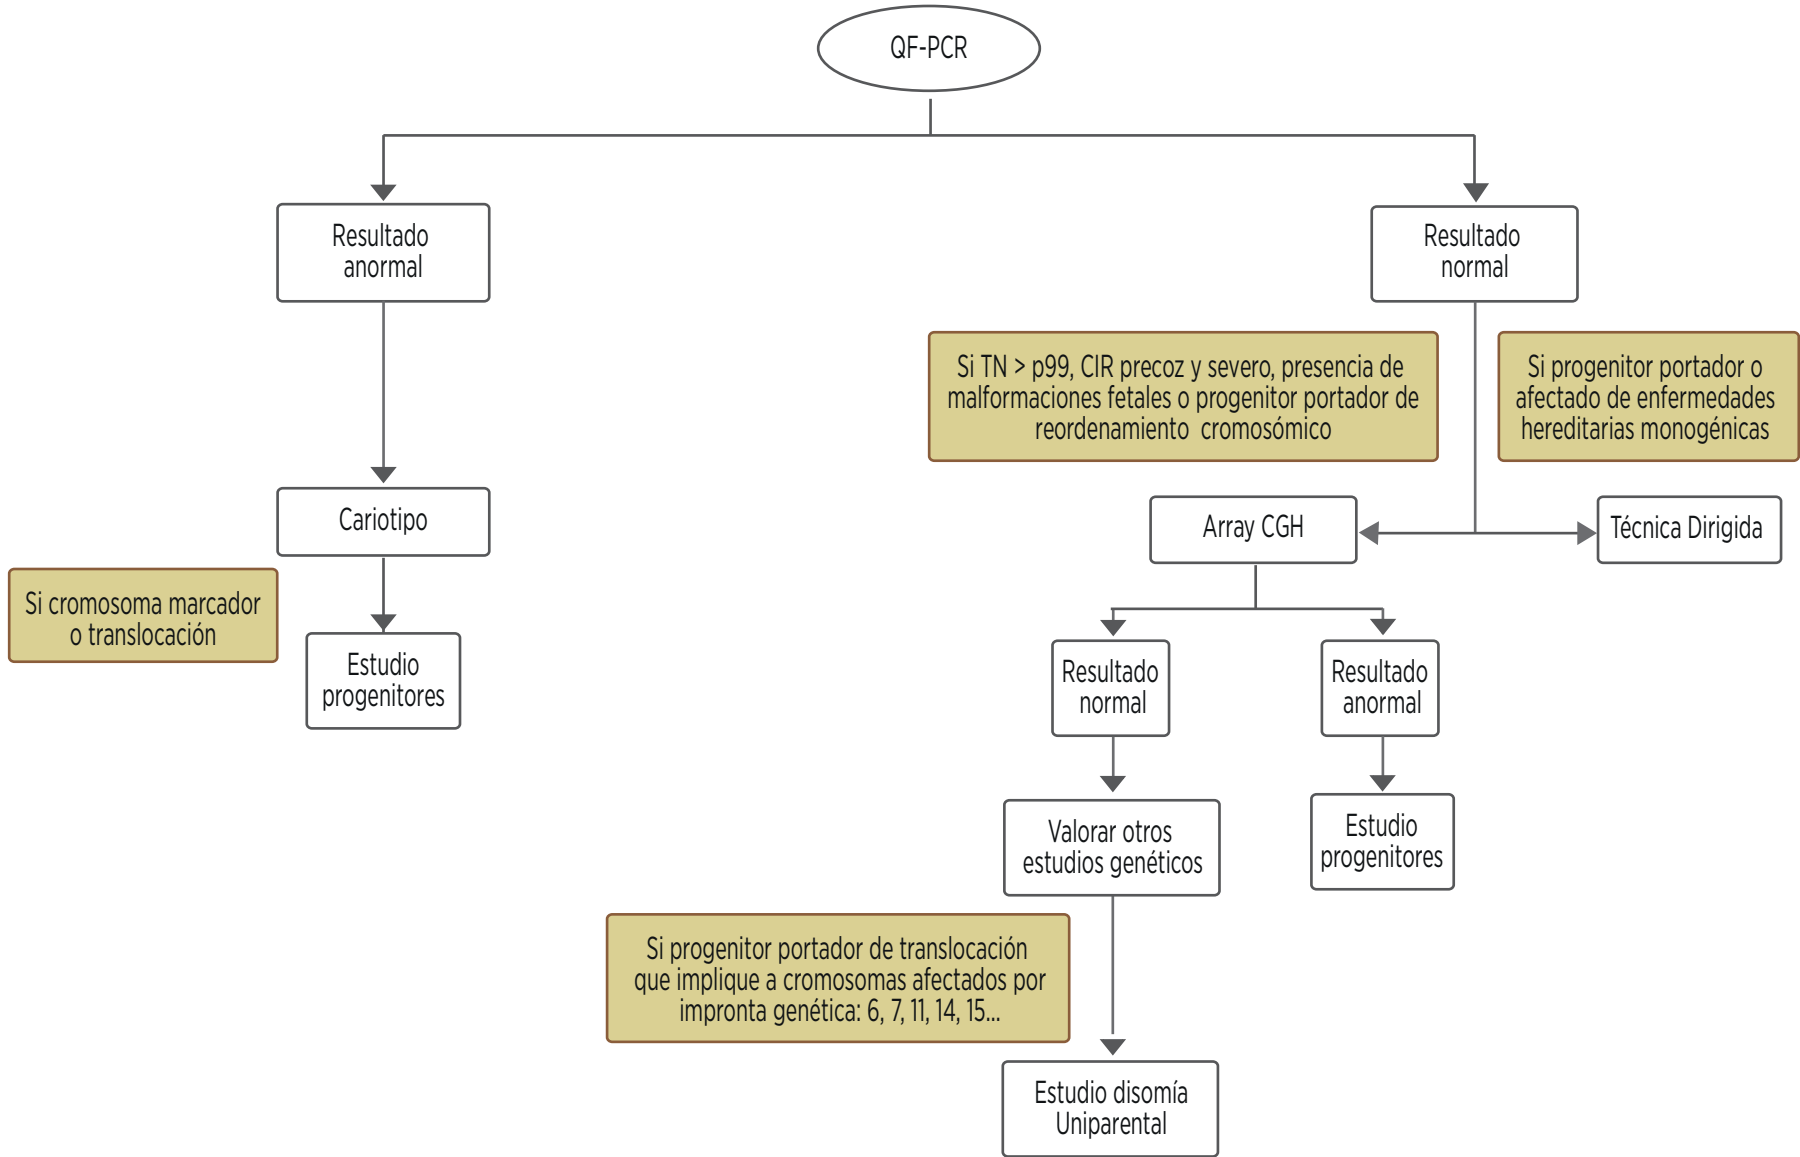 QF-PCR
Resultado
anormal
Resultado
normal
Si TN > p99, CIR precoz y severo, presencia de
malformaciones fetales o progenitor portador de
reordenamiento cromosómico
Si progenitor portador o
afectado de enfermedades
hereditarias monogénicas
Cariotipo
Array CGH
Técnica Dirigida
Si cromosoma marcador
o translocación
Estudio
progenitores
Resultado
normal
Resultado
anormal
Valorar otros
estudios genéticos
Estudio
progenitores
Si progenitor portador de translocación
que implique a cromosomas afectados por
impronta genética: 6, 7, 11, 14, 15...
Estudio disomía
Uniparental